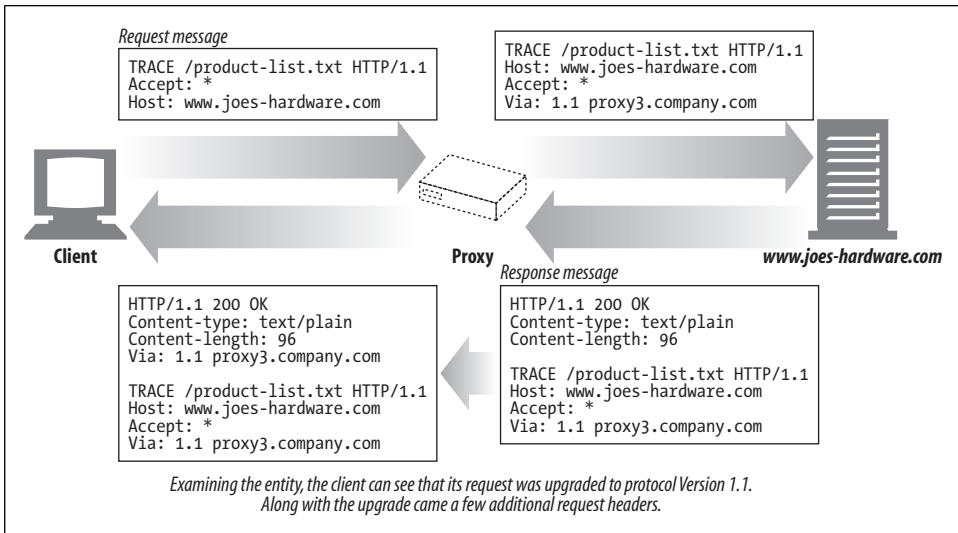 Request message
TRACE /product-list.txt HTTP/1.1
Accept: *
Host: www.joes-hardware.com
TRACE /product-list.txt HTTP/1.1
Host: www.joes-hardware.com
Accept: *
Via: 1.1 proxy3.company.com
Client
Proxy
www.joes-hardware.com
Response message
HTTP/1.1 200 OK
Content-type: text/plain
Content-length: 96
Via: 1.1 proxy3.company.com
TRACE /product-list.txt HTTP/1.1
Host: www.joes-hardware.com
Accept: *
Via: 1.1 proxy3.company.com
HTTP/1.1 200 OK
Content-type: text/plain
Content-length: 96
TRACE /product-list.txt HTTP/1.1
Host: www.joes-hardware.com
Accept: *
Via: 1.1 proxy3.company.com
Examining the entity, the client can see that its request was upgraded to protocol Version 1.1.
Along with the upgrade came a few additional request headers.